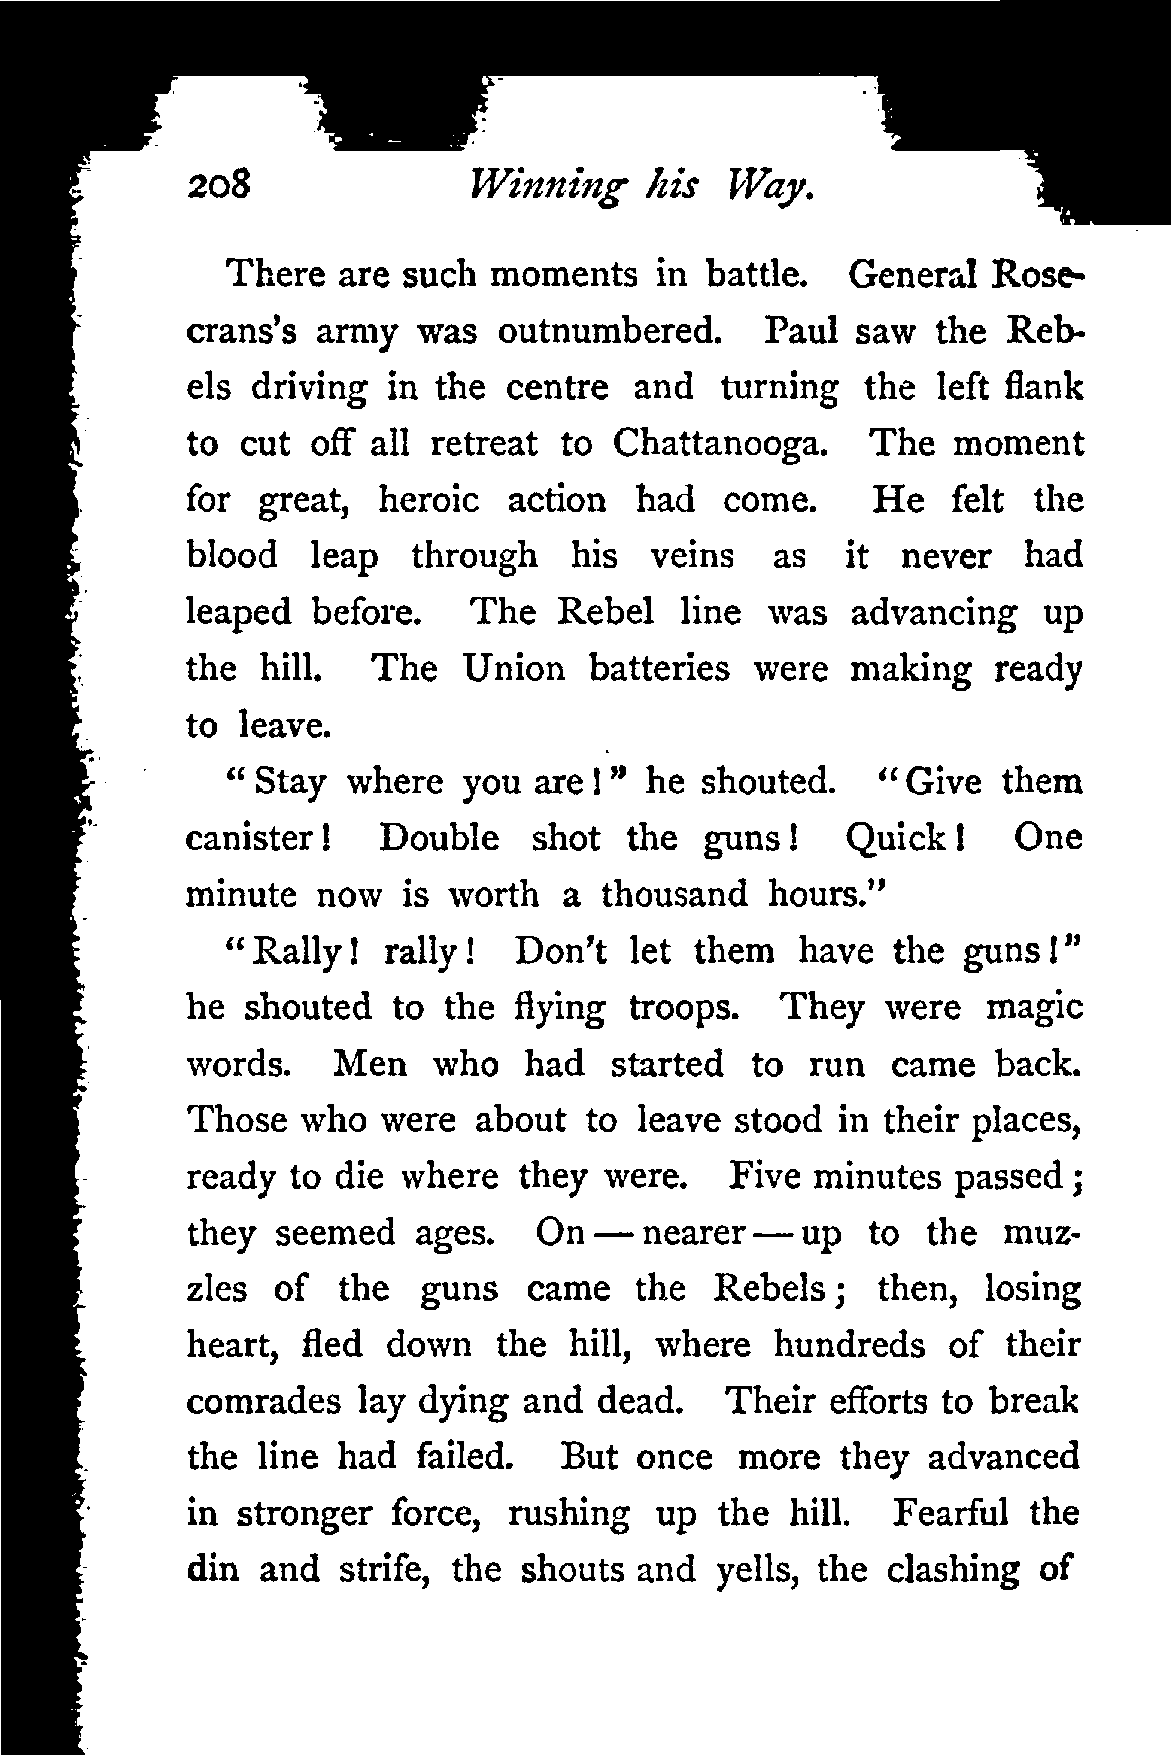 208 Winning his Way.
There are such moments in battle. General Rose-
crans's army was outnumbered. Paul saw the Reb-
els driving in the centre and turning the left flank
to cut off all retreat to Chattanooga. The moment
for great, heroic action had come. He felt the
blood leap through his veins as it never had
leaped before. The Rebel line was advancing up
the hill. The Union batteries were making ready
to leave.
"Stay where you are!" he shouted. "Give them
canister! Double shot the guns! Quick! One
minute now is worth a thousand hours."
"Rally! rally! Don't let them have the guns!"
he shouted to the flying troops. They were magic
words. Men who had started to run came back.
Those who were about to leave stood in their places,
ready to die where they were. Five minutes passed;
they seemed ages. On — nearer — up to the muz-
zles of the guns came the Rebels; then, losing
heart, fled down the hill, where hundreds of their
comrades lay dying and dead. Their efforts to break
the line had failed. But once more they advanced
in stronger force, rushing up the hill. Fearful the
din and strife, the shouts and yells, the clashing of